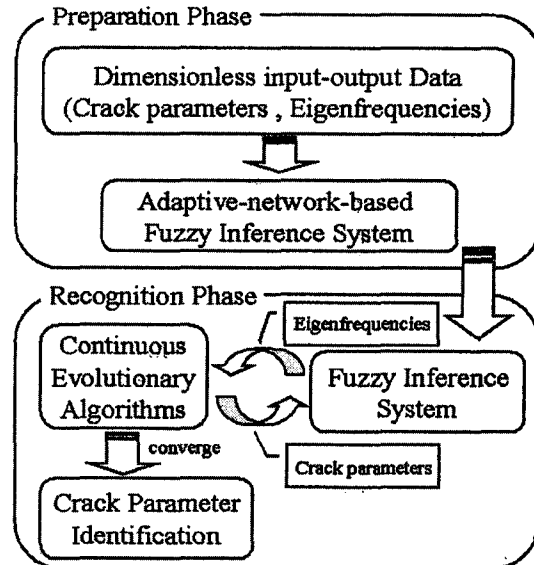 Preparation Phase
Dimensionless input-output Data
(Crack parameters , Eigenfrequencies)
Adaptive-network-based
Fuzzy Inference System
Recognition Phase
Eigenfrequencies
Continuous
Evolutionary
Algorithms
Fuzzy Inference
System
converge
Crack parameters
Crack Parameter
Identification